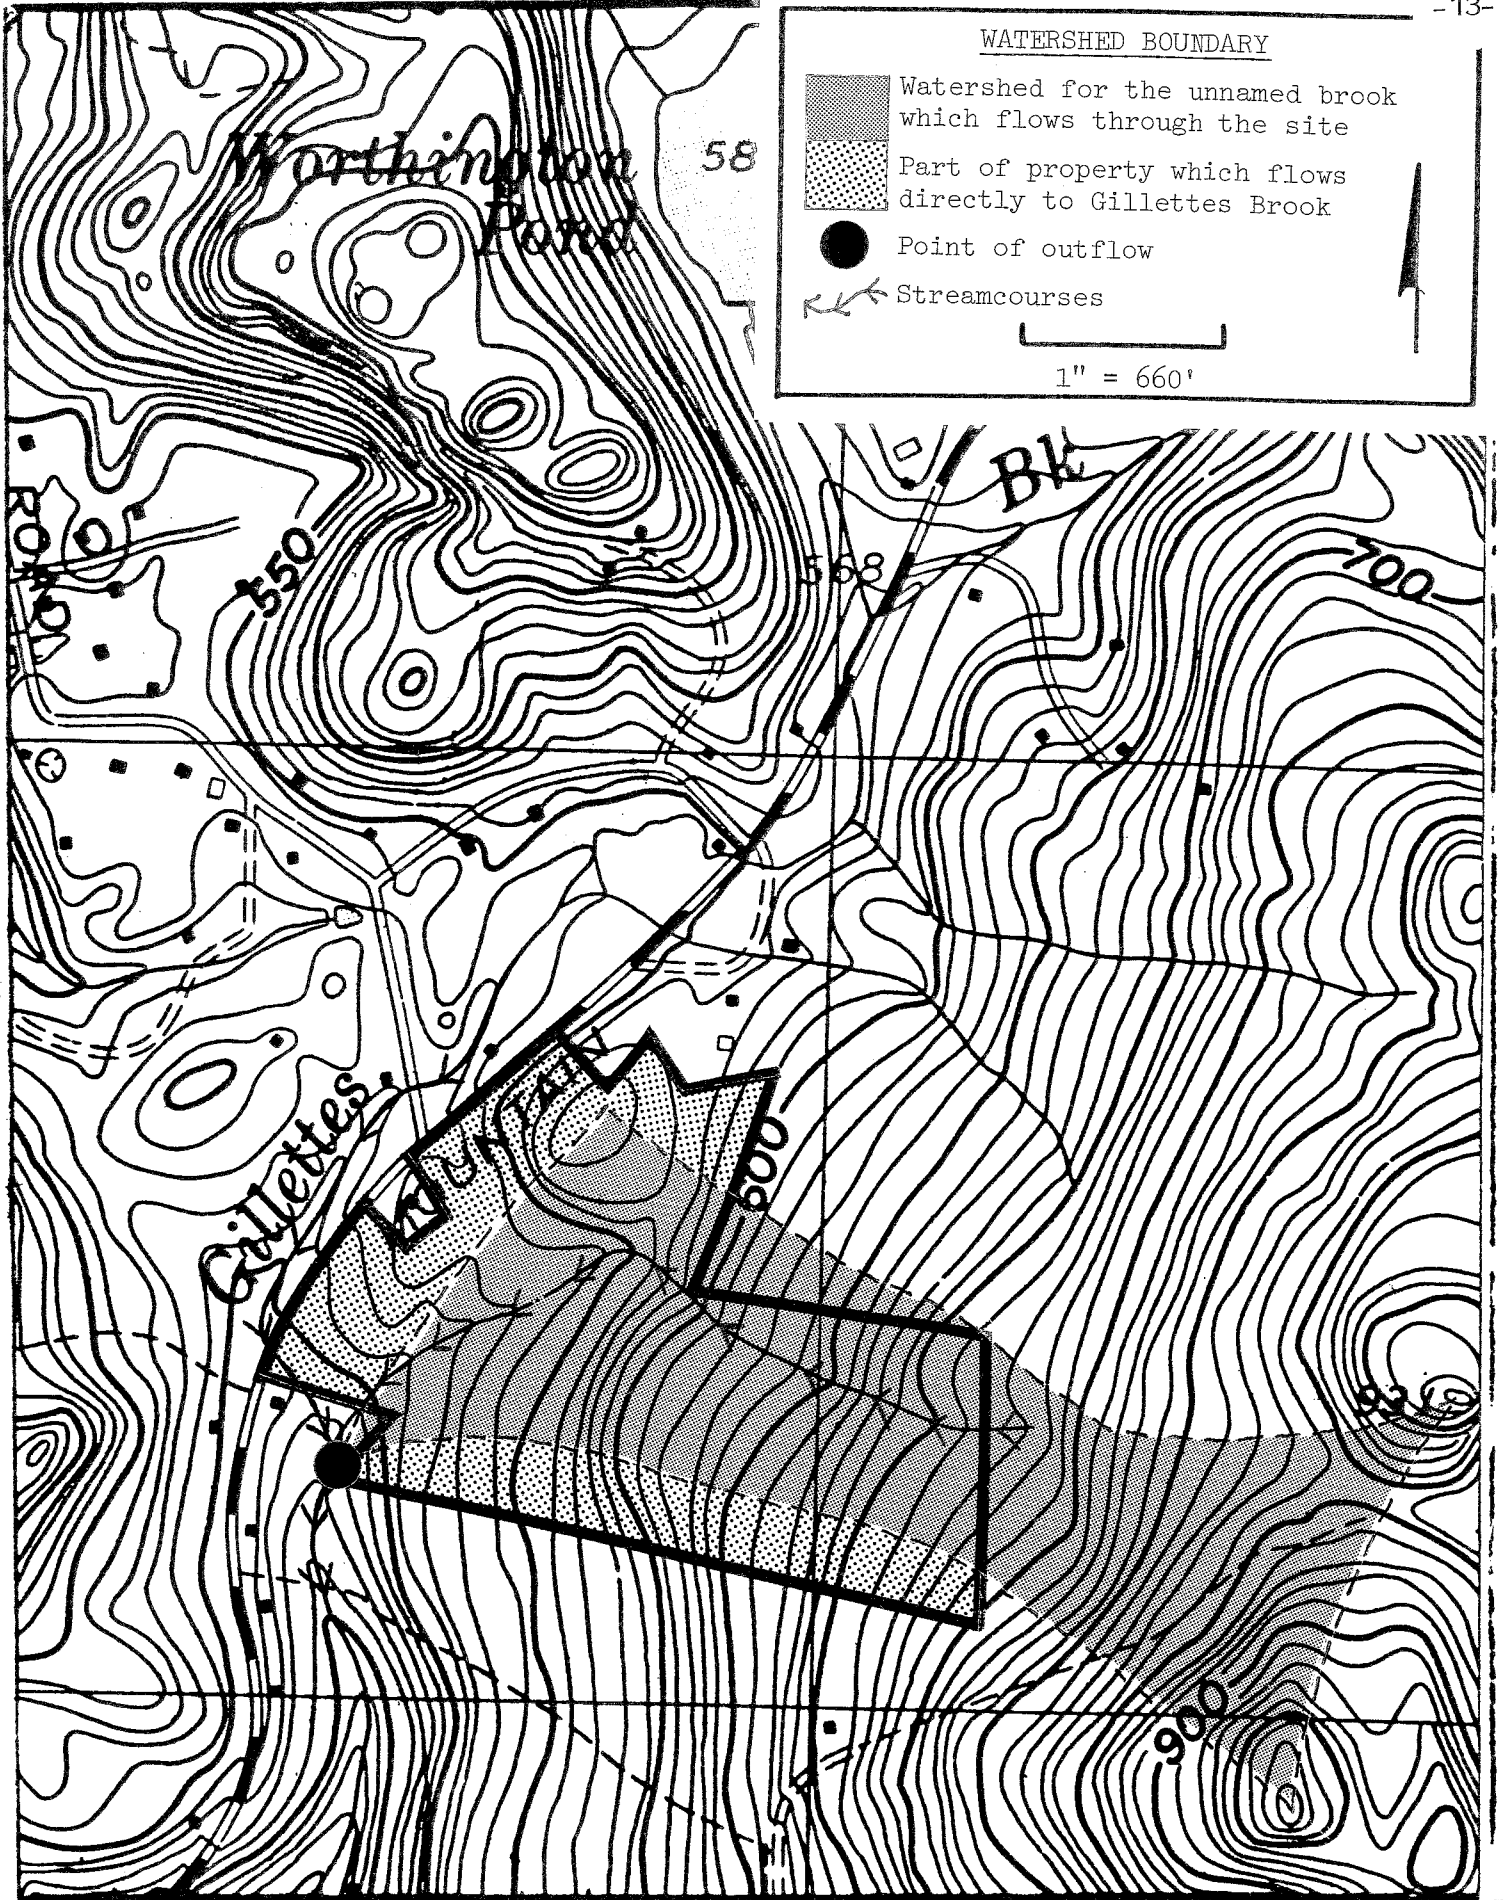 -13-
WATERSHED BOUNDARY
Watershed for the unnamed brook
which flows through the site
Part of property which flows
directly to Gillettes Brook
Point of outflow
Streamcourses
1" = 660'
Worthington
Pond
58
Bk
ROAD
550
568
700
Gillettes
MOUNTAIN
600
900